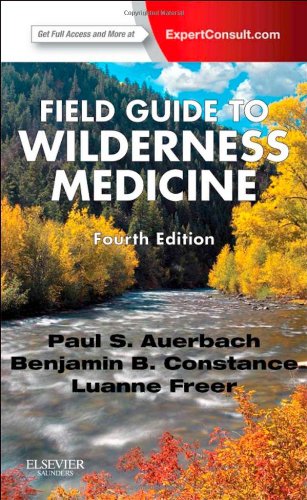 Get Full Access and More at
ExpertConsult.com
FIELD GUIDE TO
WILDERNESS
MEDICINE
Fourth Edition
Paul S. Auerbach
Benjamin B. Constance
Luanne Freer
ELSEVIER
SAUNDERS